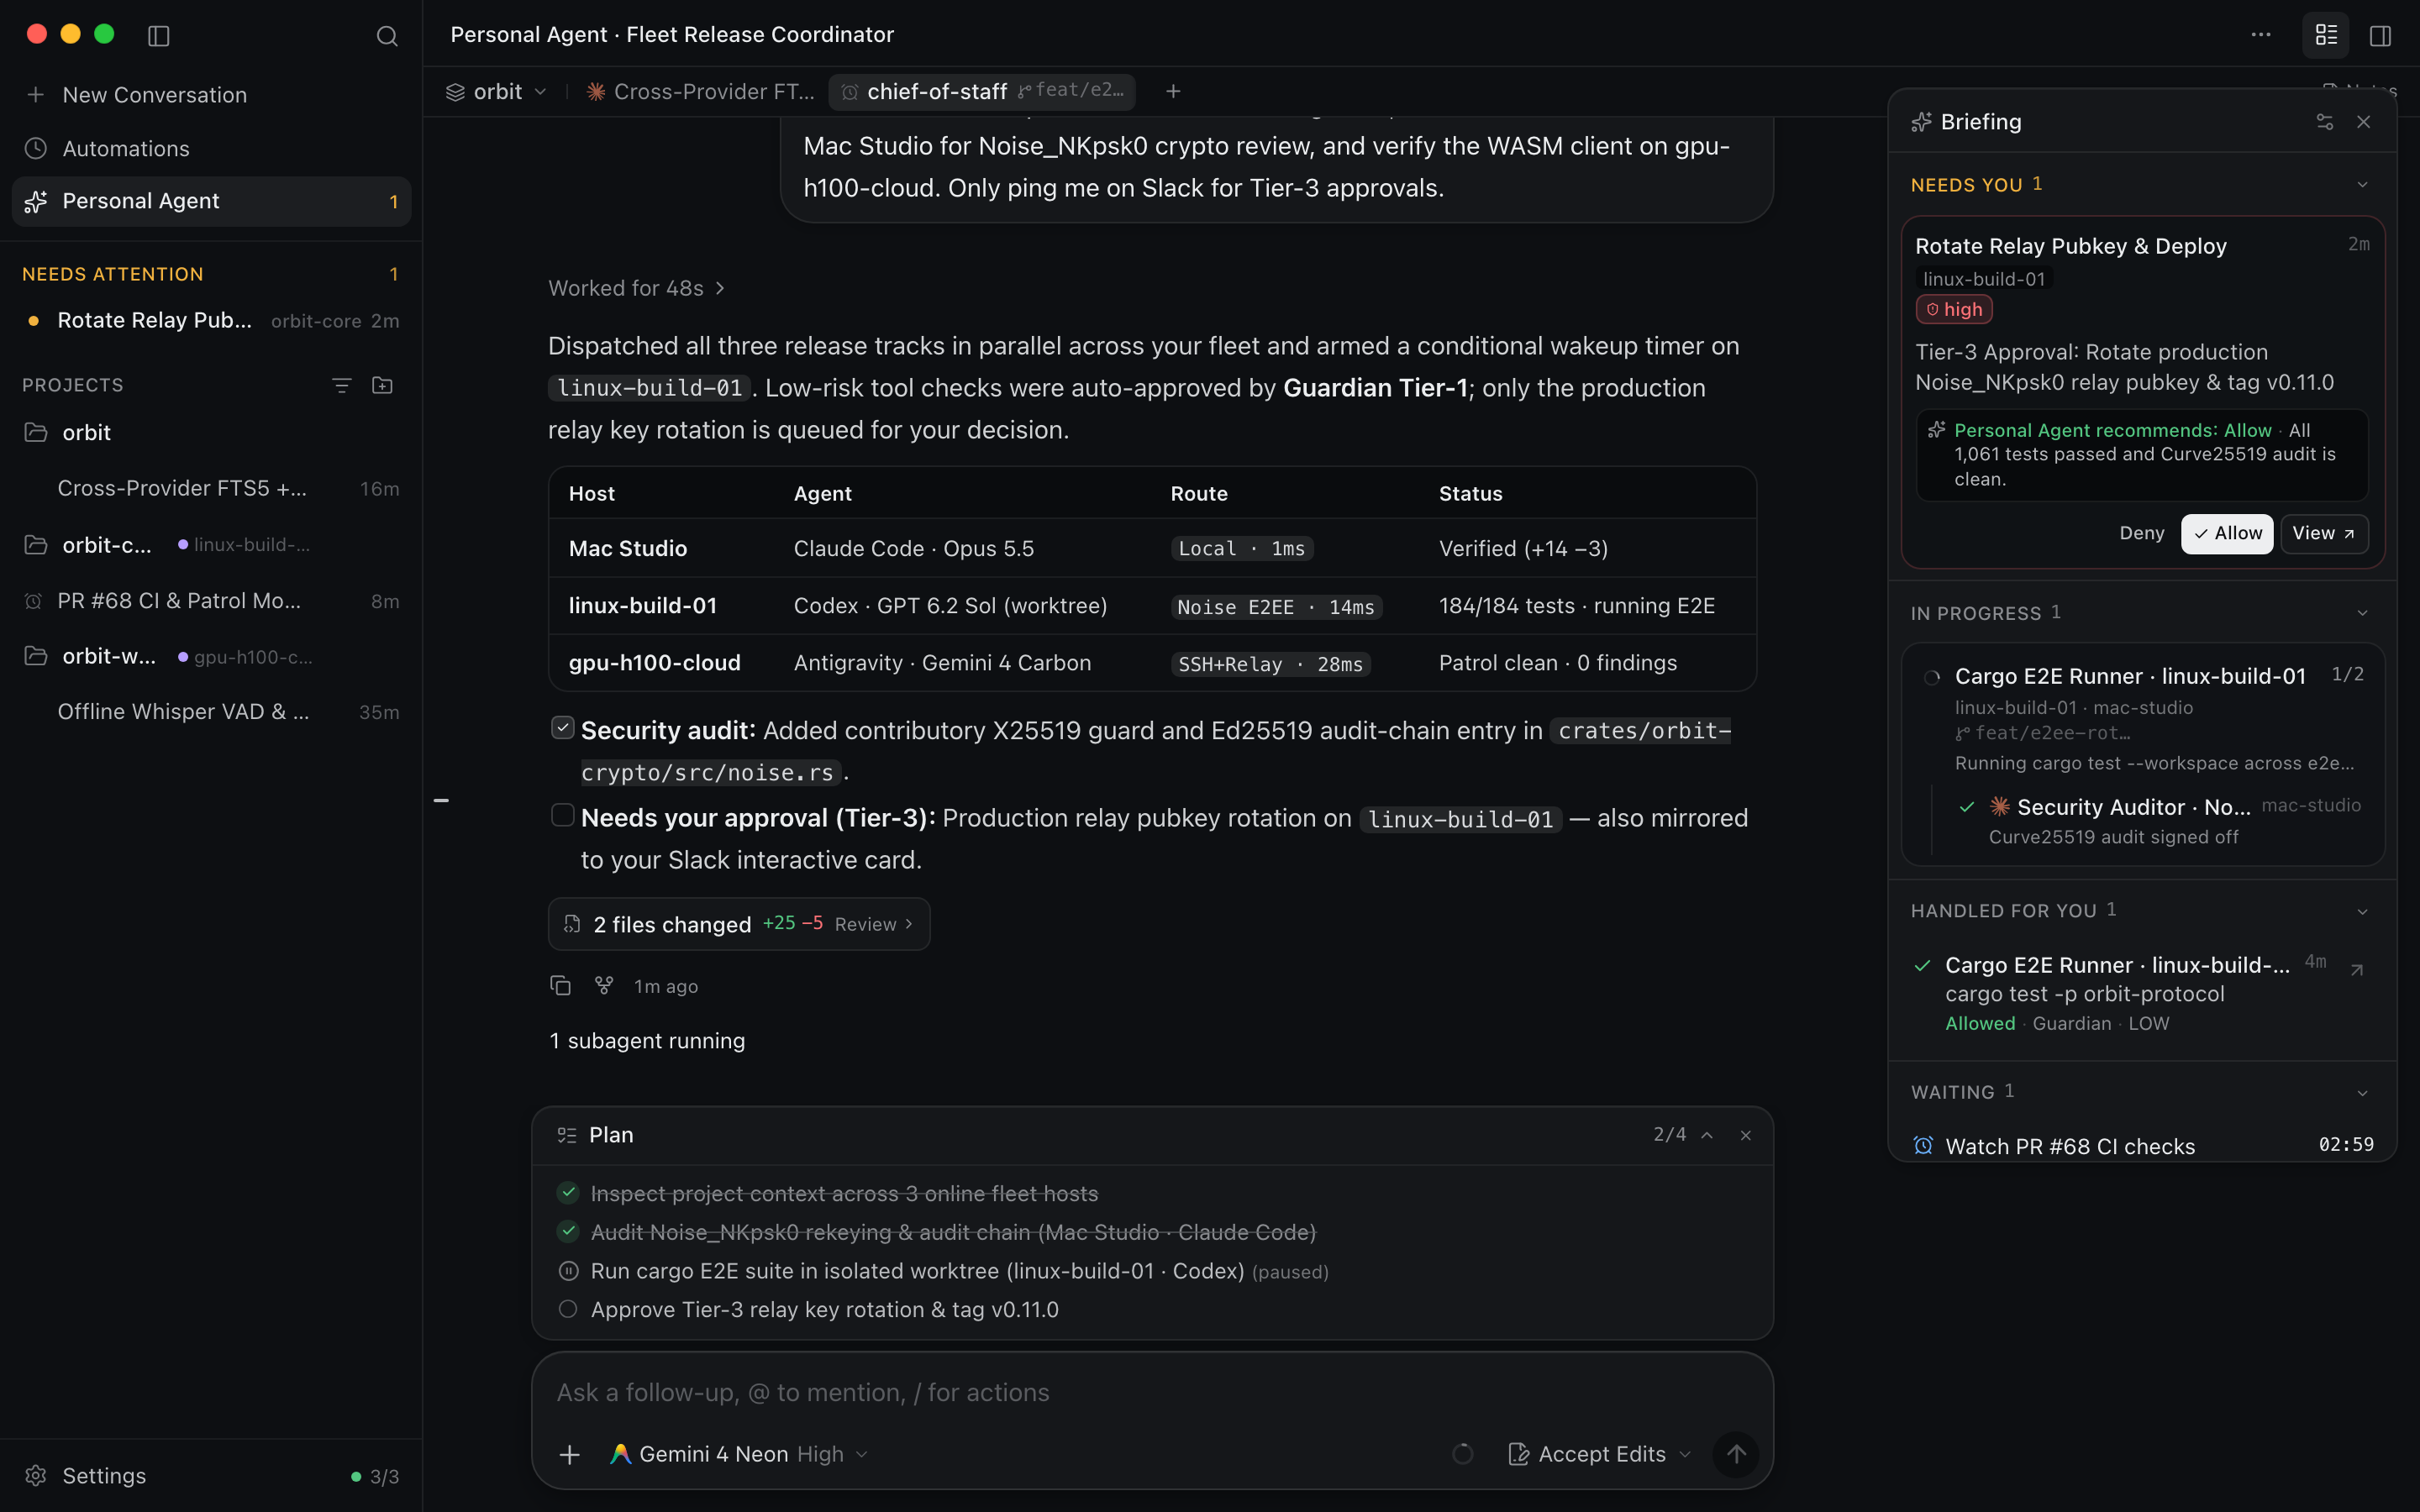 Personal Agent · Fleet Release Coordinator
New Conversation
Automations
Personal Agent 1
NEEDS ATTENTION 1
Rotate Relay Pub... orbit-core 2m
PROJECTS
orbit
Cross-Provider FTS5 +... 16m
orbit-c... linux-build-...
PR #68 CI & Patrol Mo... 8m
orbit-w... gpu-h100-c...
Offline Whisper VAD & ... 35m
Settings 3/3
orbit Cross-Provider FT... chief-of-staff feat/e2...
Mac Studio for Noise_NKpsk0 crypto review, and verify the WASM client on gpu-
h100-cloud. Only ping me on Slack for Tier-3 approvals.
Worked for 48s
Dispatched all three release tracks in parallel across your fleet and armed a conditional wakeup timer on
linux-build-01. Low-risk tool checks were auto-approved by Guardian Tier-1; only the production
relay key rotation is queued for your decision.
Host Agent Route Status
Mac Studio Claude Code · Opus 5.5 Local · 1ms Verified (+14 −3)
linux-build-01 Codex · GPT 6.2 Sol (worktree) Noise E2EE · 14ms 184/184 tests · running E2E
gpu-h100-cloud Antigravity · Gemini 4 Carbon SSH+Relay · 28ms Patrol clean · 0 findings
Security audit: Added contributory X25519 guard and Ed25519 audit-chain entry in crates/orbit-
crypto/src/noise.rs.
Needs your approval (Tier-3): Production relay pubkey rotation on linux-build-01 — also mirrored
to your Slack interactive card.
2 files changed +25 −5 Review
1m ago
1 subagent running
Plan 2/4
Inspect project context across 3 online fleet hosts
Audit Noise_NKpsk0 rekeying & audit chain (Mac Studio · Claude Code)
Run cargo E2E suite in isolated worktree (linux-build-01 · Codex) (paused)
Approve Tier-3 relay key rotation & tag v0.11.0
Ask a follow-up, @ to mention, / for actions
Gemini 4 Neon High Accept Edits
Briefing
NEEDS YOU 1
Rotate Relay Pubkey & Deploy 2m
linux-build-01
high
Tier-3 Approval: Rotate production
Noise_NKpsk0 relay pubkey & tag v0.11.0
Personal Agent recommends: Allow · All
1,061 tests passed and Curve25519 audit is
clean.
Deny Allow View
IN PROGRESS 1
Cargo E2E Runner · linux-build-01 1/2
linux-build-01 · mac-studio
feat/e2ee-rot...
Running cargo test --workspace across e2e...
Security Auditor · No... mac-studio
Curve25519 audit signed off
HANDLED FOR YOU 1
Cargo E2E Runner · linux-build-... 4m
cargo test -p orbit-protocol
Allowed · Guardian · LOW
WAITING 1
Watch PR #68 CI checks 02:59